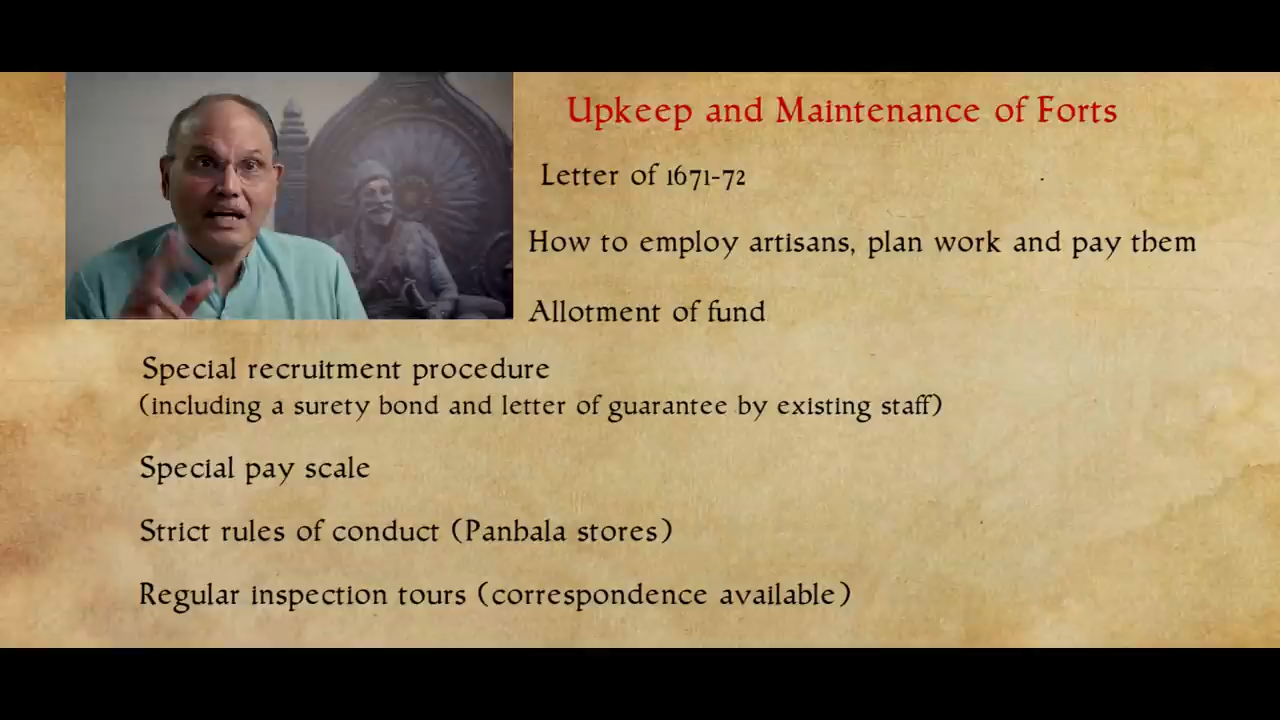 Upkeep and Maintenance of Forts
Letter of 1671-72
How to employ artisans, plan work and pay them
Allotment of fund
Special recruitment procedure
(including a surety bond and letter of guarantee by existing staff)
Special pay scale
Strict rules of conduct (Panhala stores)
Regular inspection tours (correspondence available)